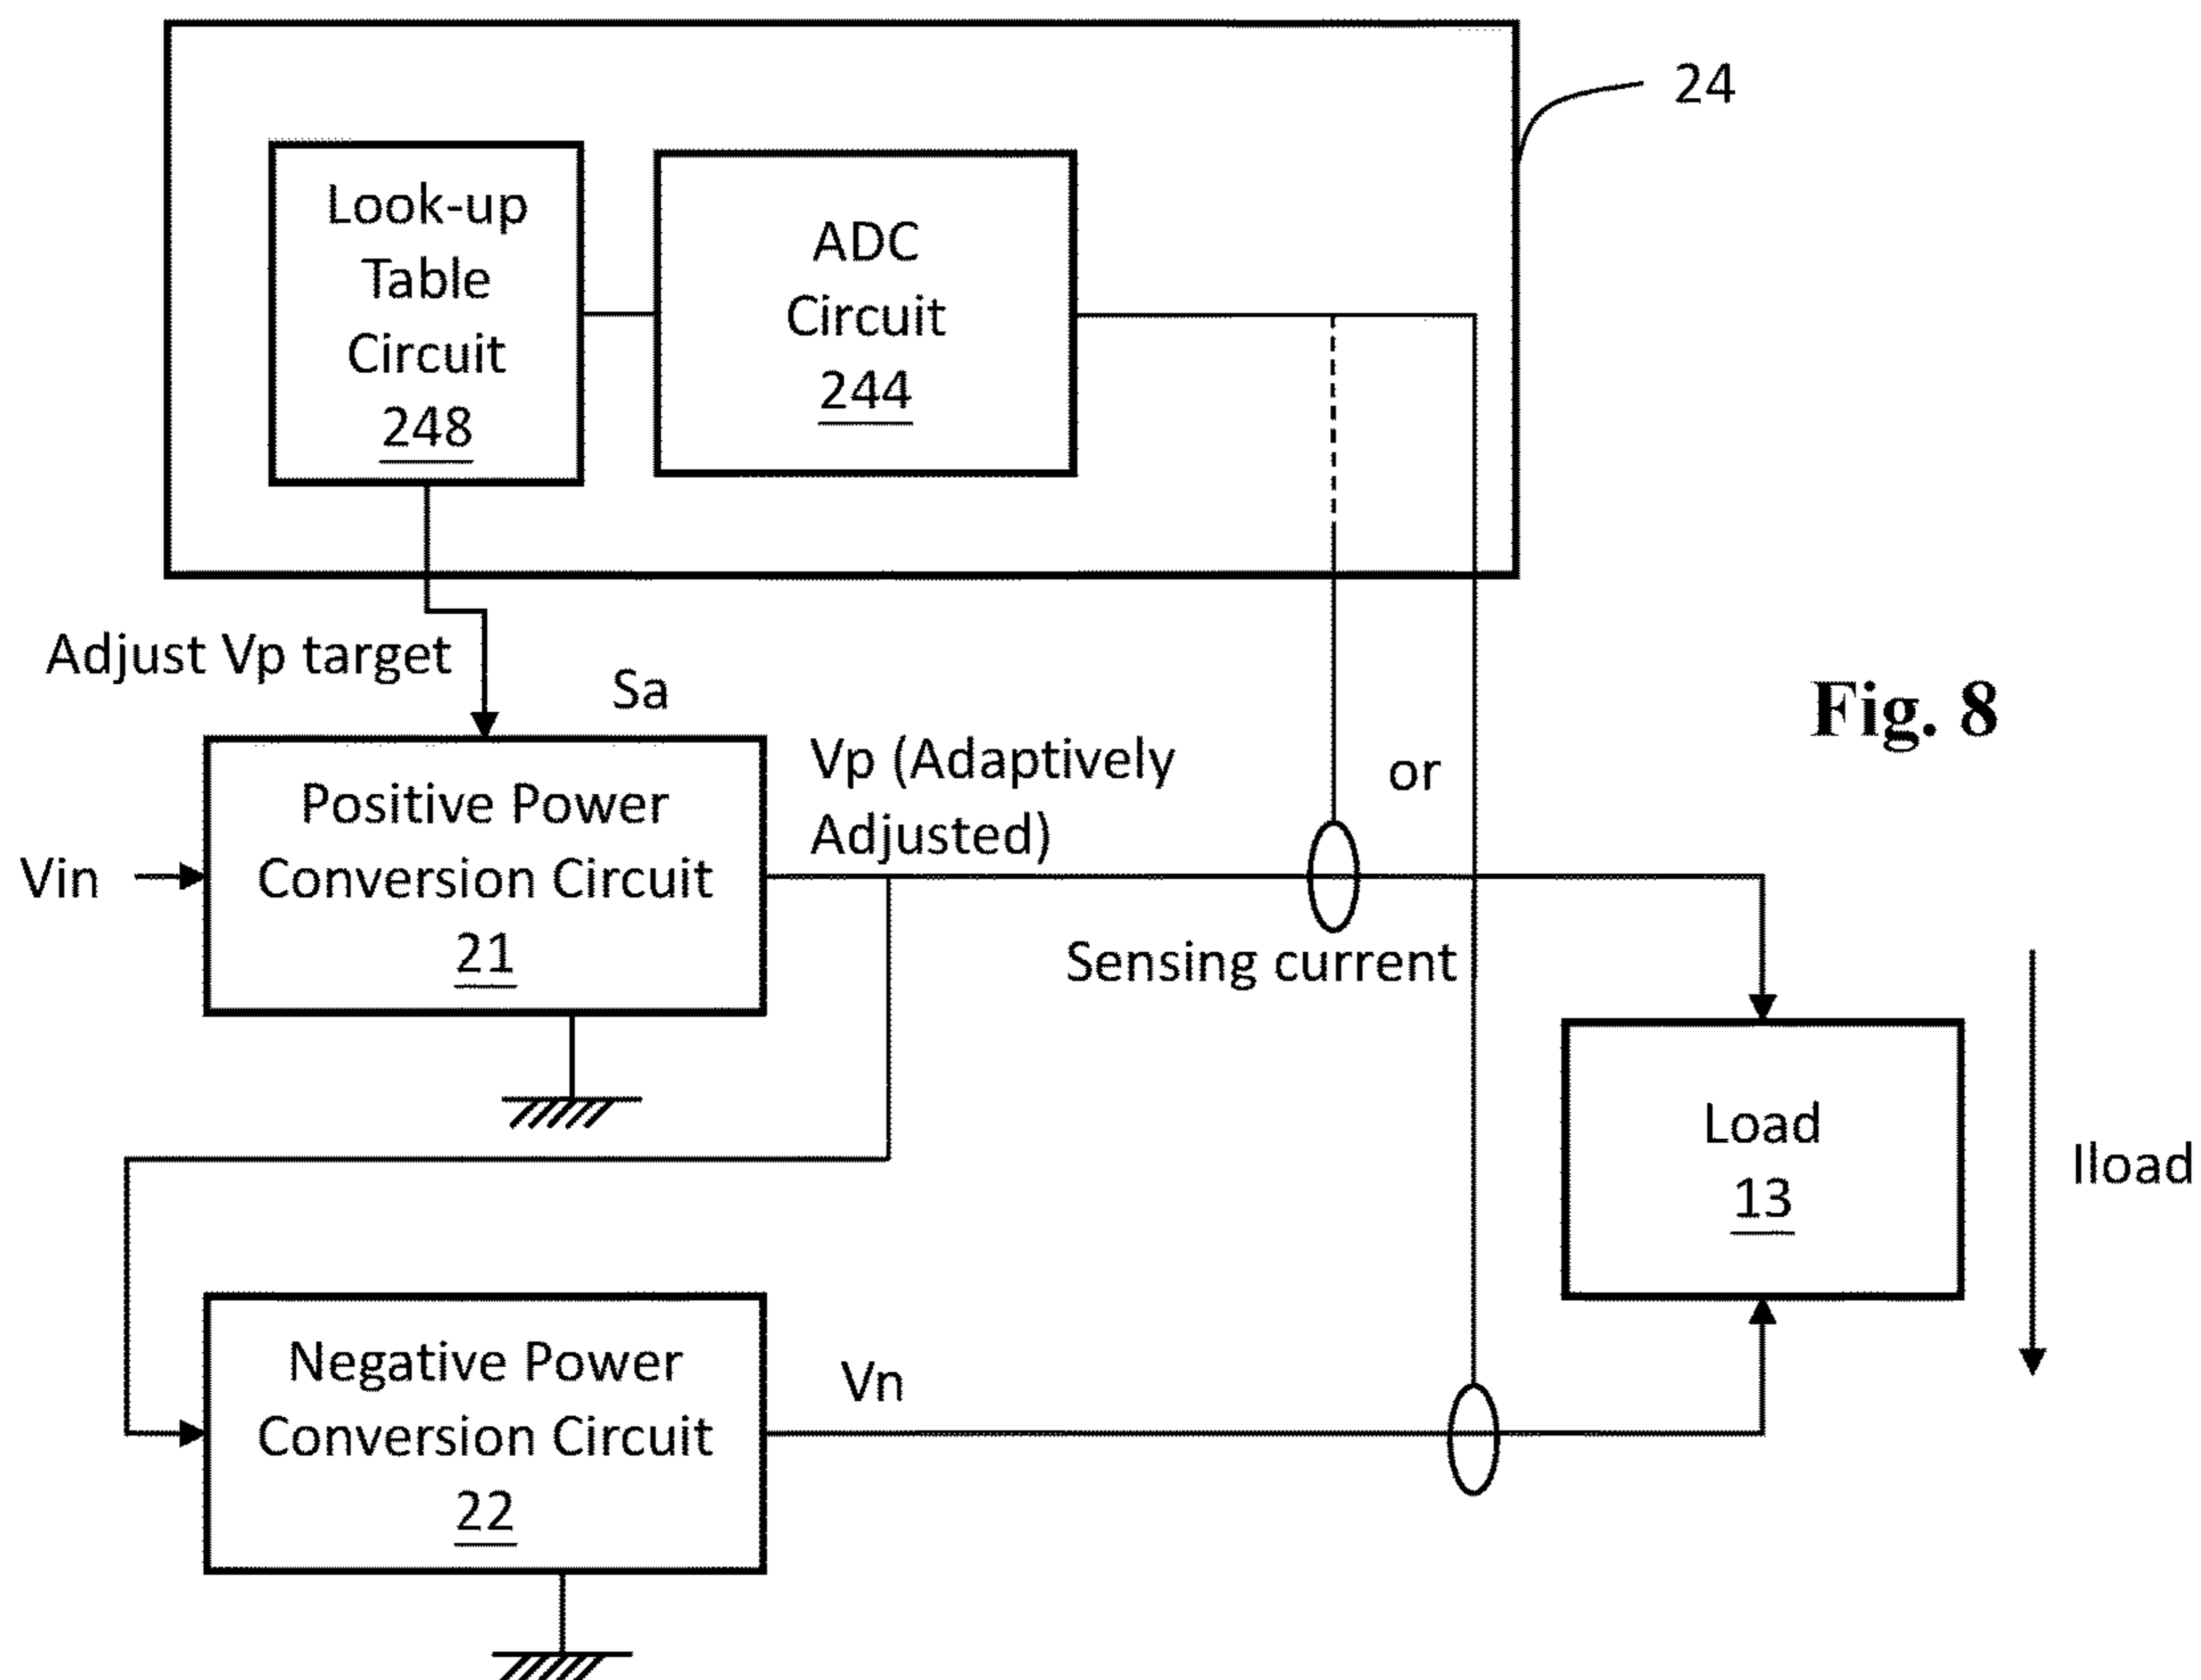 24
Look-up
Table
Circuit
248
ADC
Circuit
244
Adjust Vp target
Sa
Fig. 8
Vp (Adaptively
Adjusted)
or
Vin
Positive Power
Conversion Circuit
21
Sensing current
Load
13
Iload
Negative Power
Conversion Circuit
22
Vn